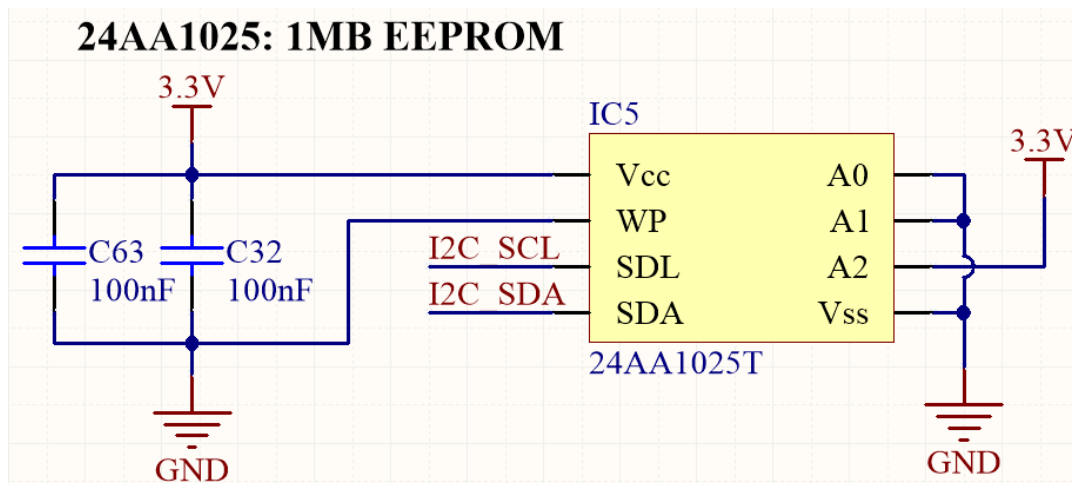 24AA1025: 1MB EEPROM
3.3V
IC5
3.3V
Vcc A0
WP A1
I2C_SCL SDL A2
I2C_SDA SDA Vss
C63 C32
100nF 100nF
24AA1025T
GND GND